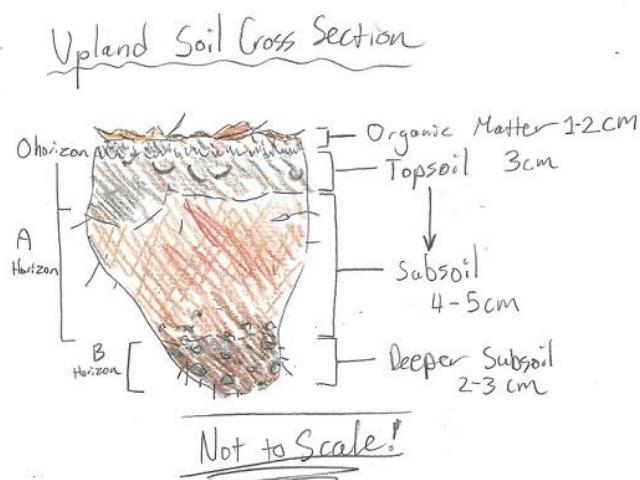 Upland Soil Cross Section
O horizon
Organic Matter 1-2 cm
Topsoil 3cm
A
Horizon
Subsoil
4-5cm
B
Horizon
Deeper Subsoil
2-3 cm
Not to Scale!